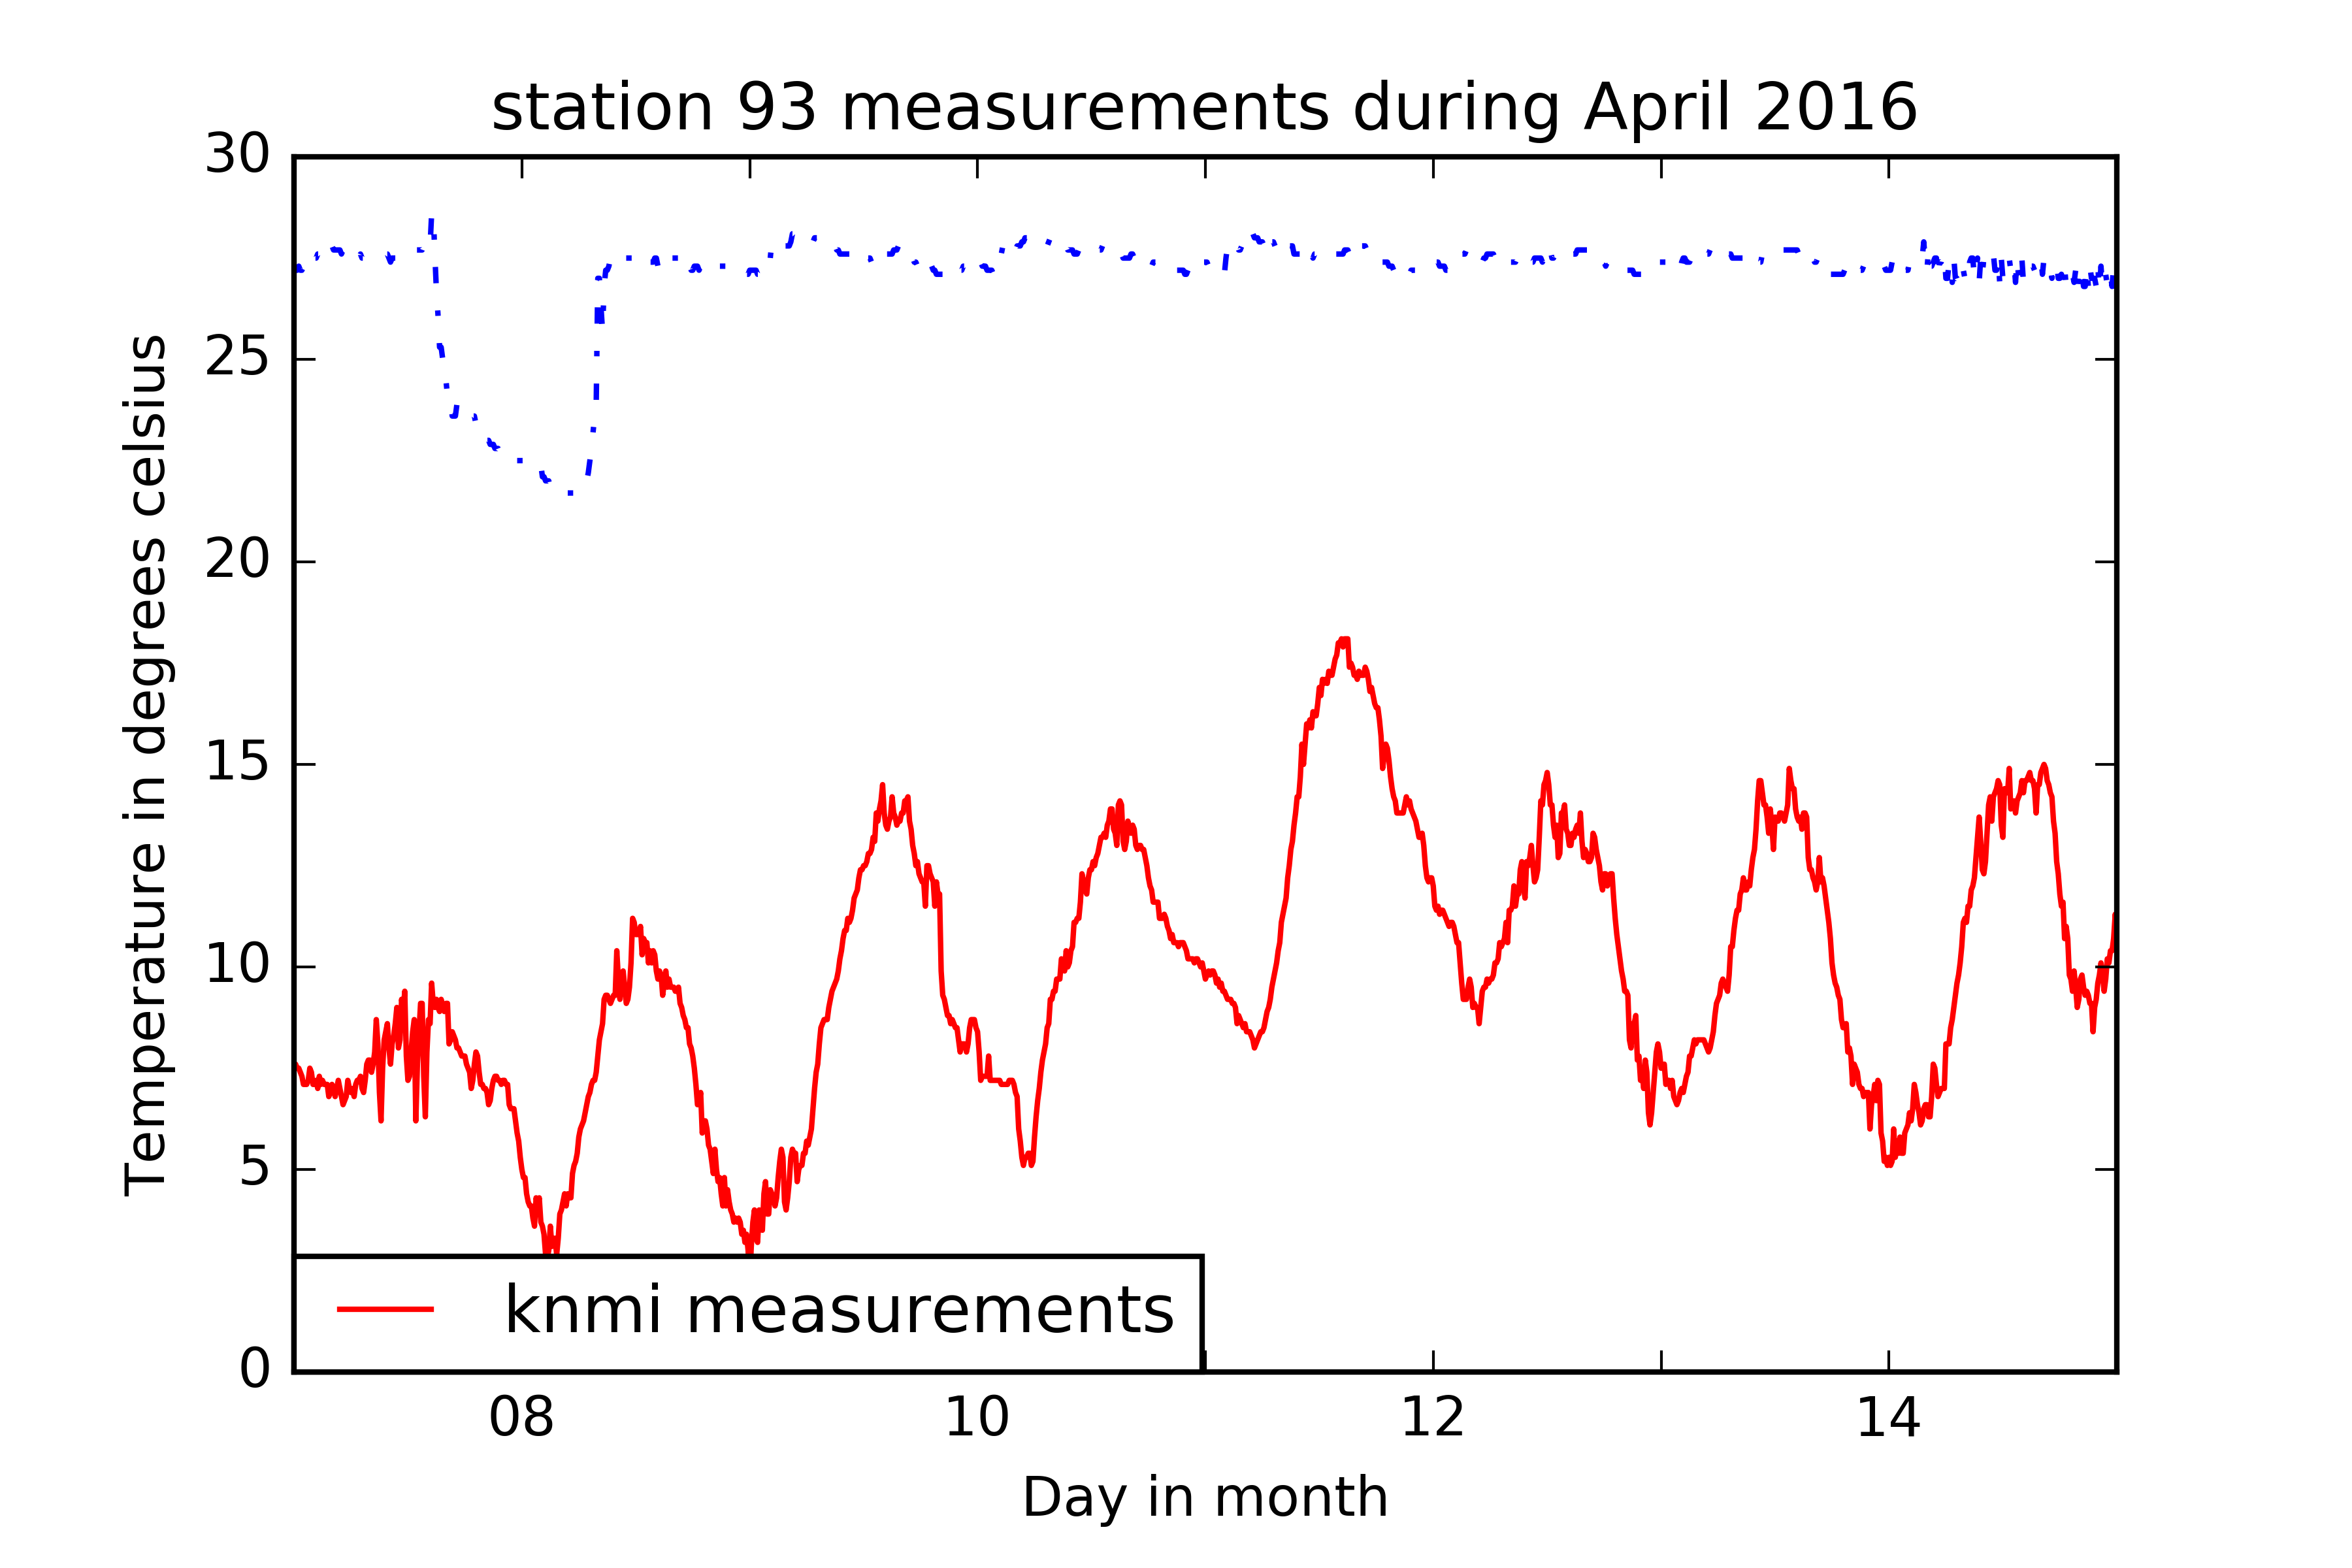 station 93 measurements during April 2016
30
25
20
15
10
5
0
Temperature in degrees celsius
knmi measurements
08 10 12 14
Day in month